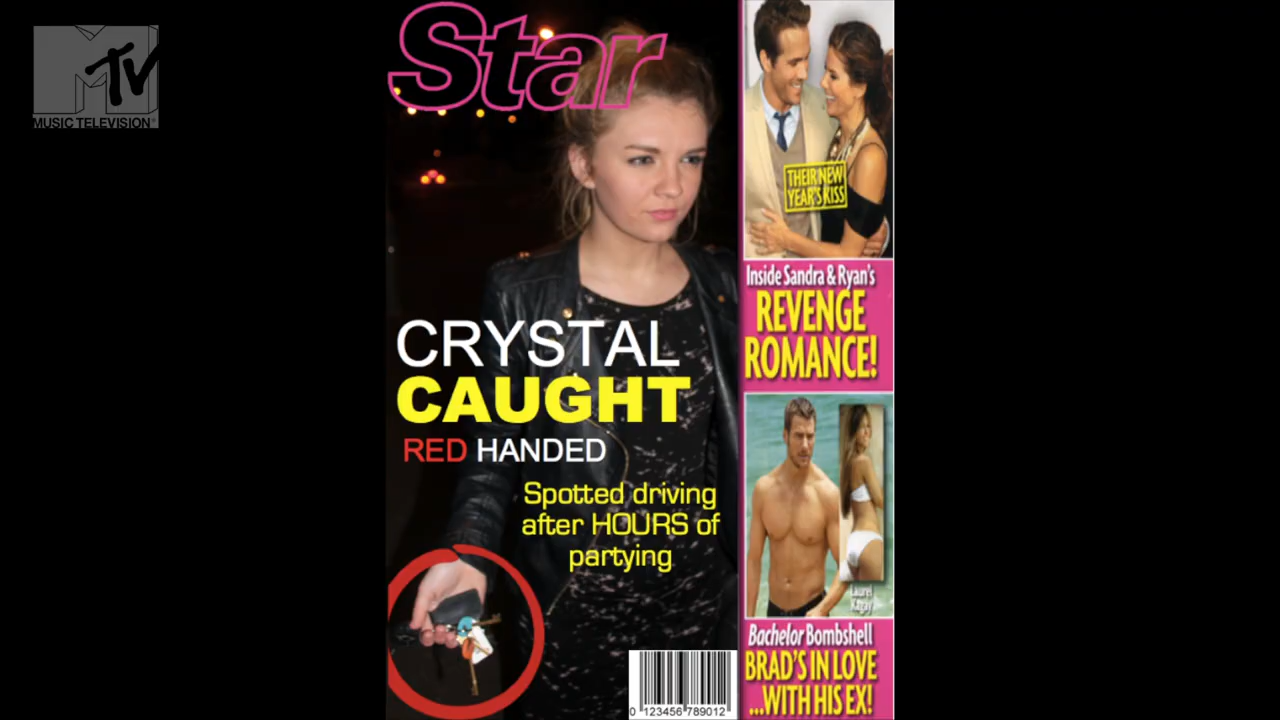 MTV
MUSIC TELEVISION®
Star
CRYSTAL
CAUGHT
RED HANDED
Spotted driving
after HOURS of
partying
0 123456 789012
THEIR NEW
YEAR'S KISS
Inside Sandra & Ryan's
REVENGE
ROMANCE!
Laurel
Kagay
Bachelor Bombshell
BRAD'S IN LOVE
...WITH HIS EX!